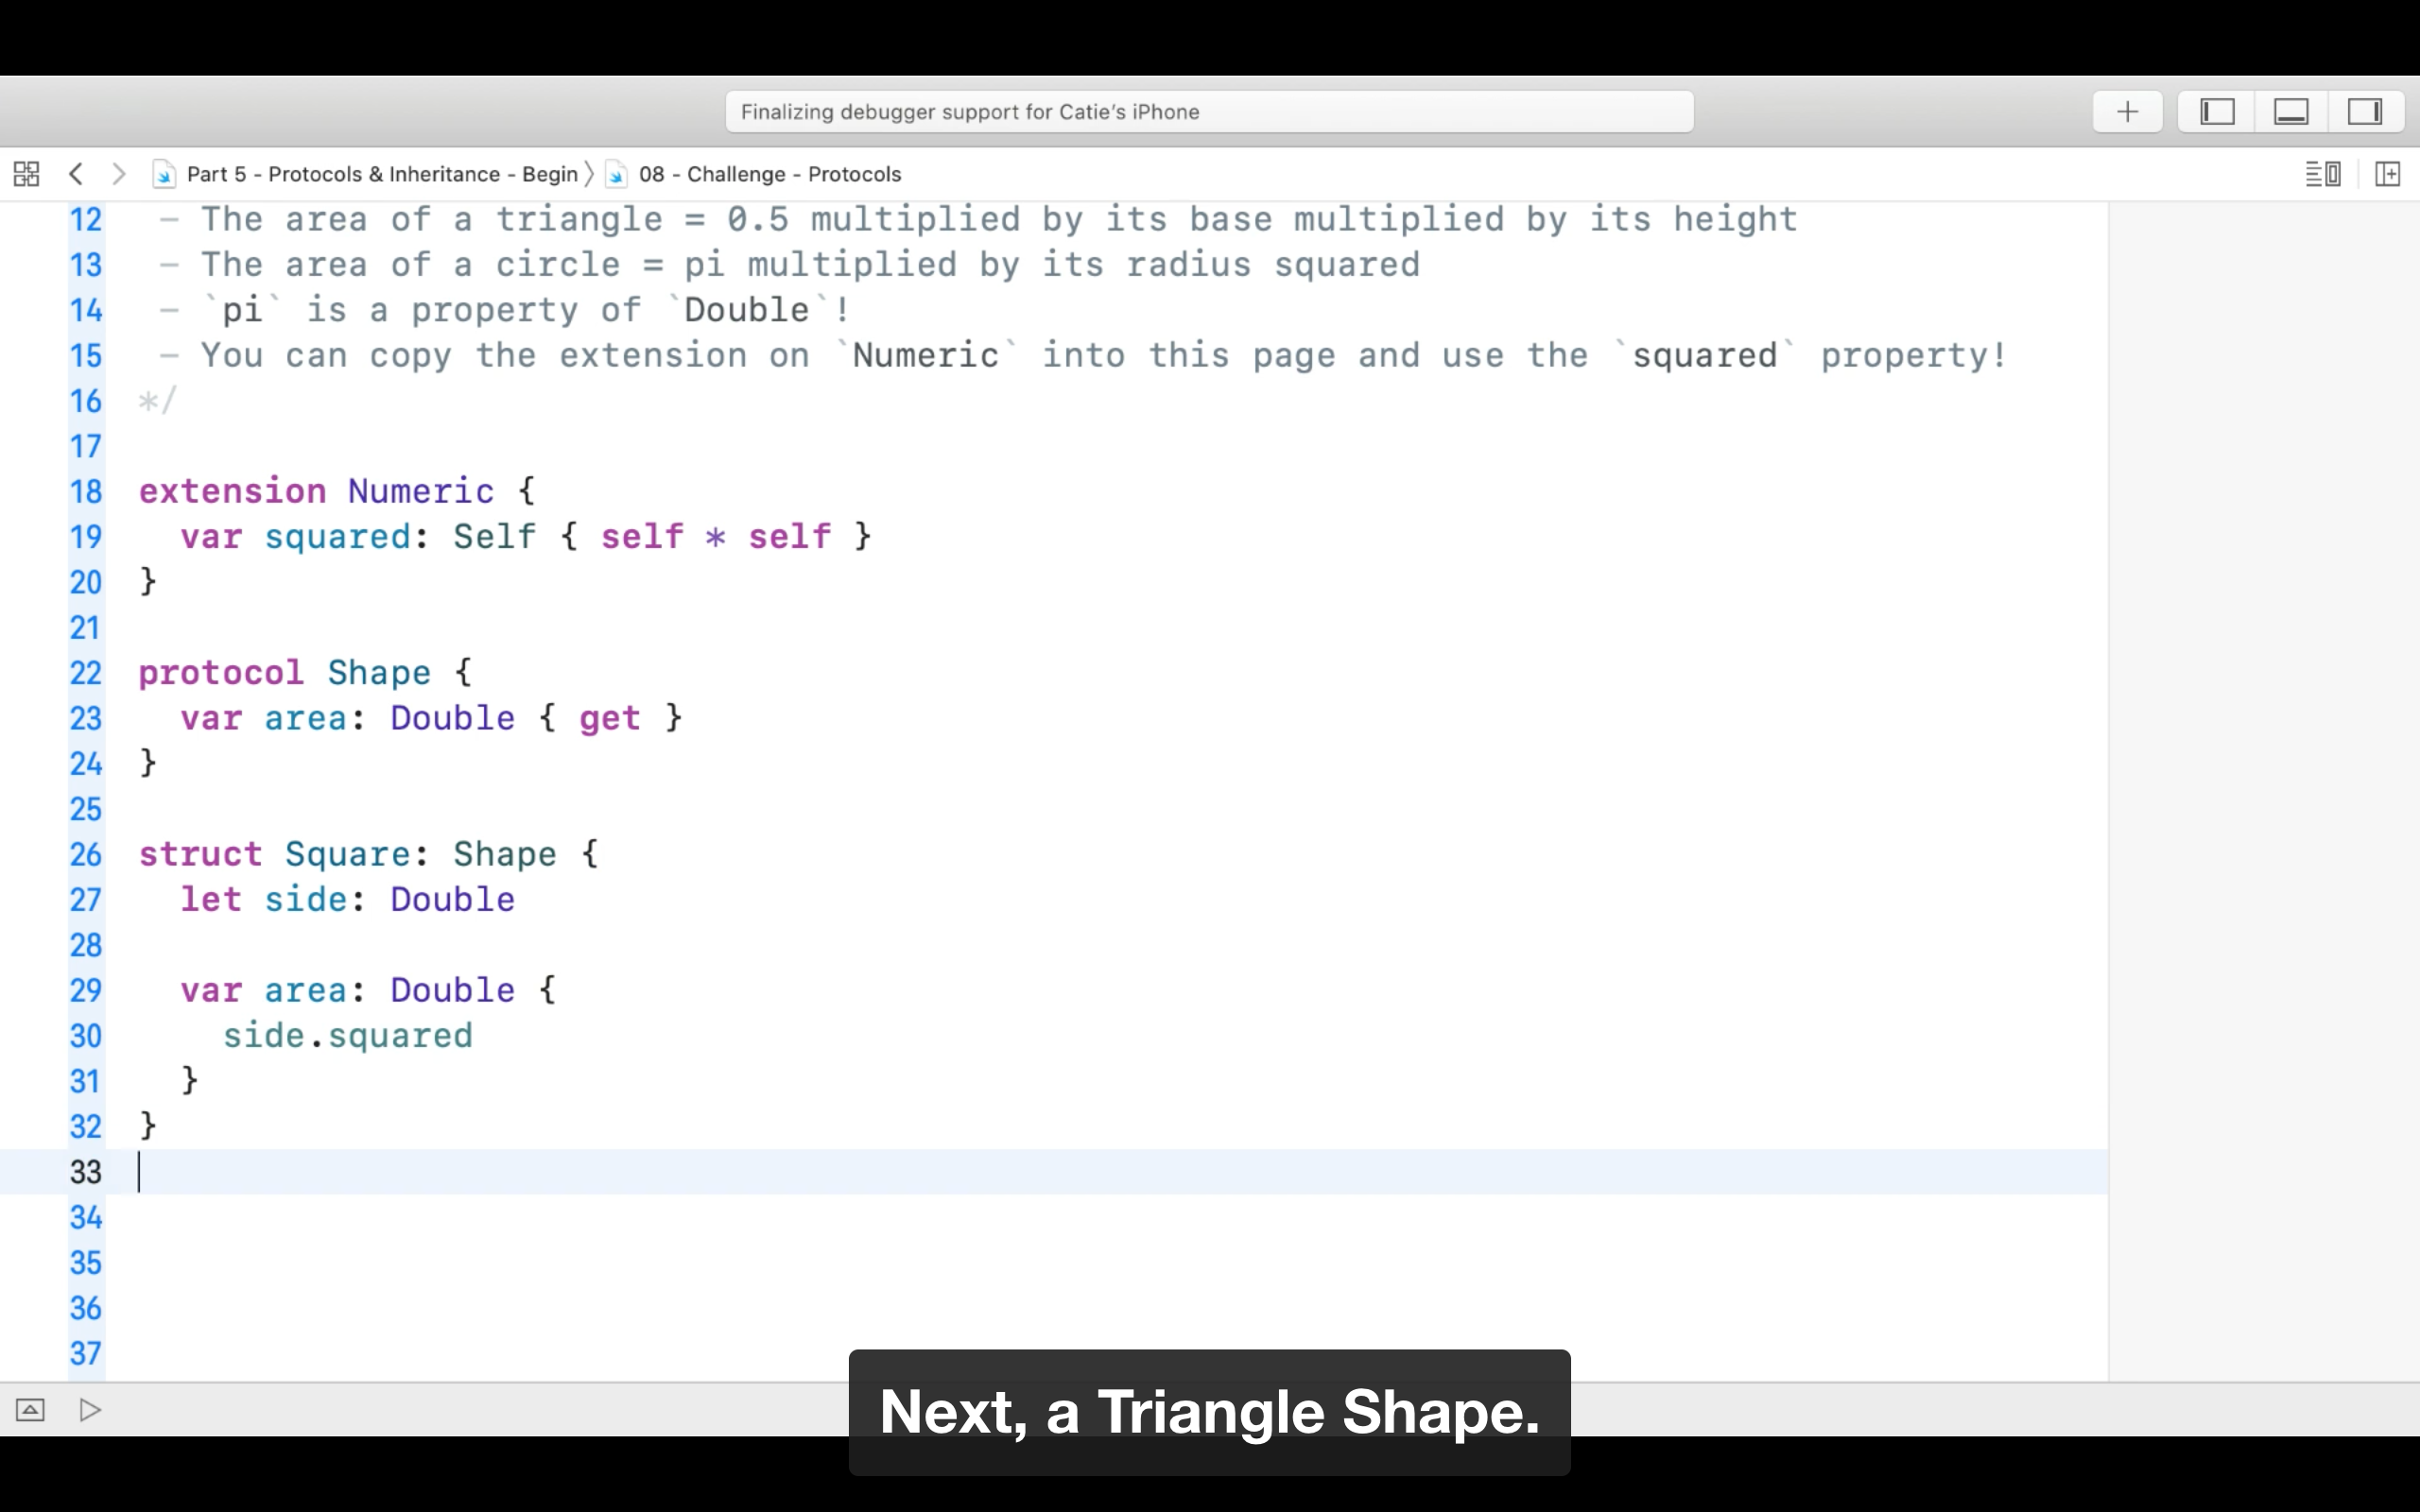 Finalizing debugger support for Catie's iPhone
Part 5 - Protocols & Inheritance - Begin 〉 08 - Challenge - Protocols
12 – The area of a triangle = 0.5 multiplied by its base multiplied by its height
13 – The area of a circle = pi multiplied by its radius squared
14 – `pi` is a property of `Double`!
15 – You can copy the extension on `Numeric` into this page and use the `squared` property!
16 */
17
18 extension Numeric {
19 var squared: Self { self * self }
20 }
21
22 protocol Shape {
23 var area: Double { get }
24 }
25
26 struct Square: Shape {
27 let side: Double
28
29 var area: Double {
30 side.squared
31 }
32 }
33
34
35
36
37
Next, a Triangle Shape.